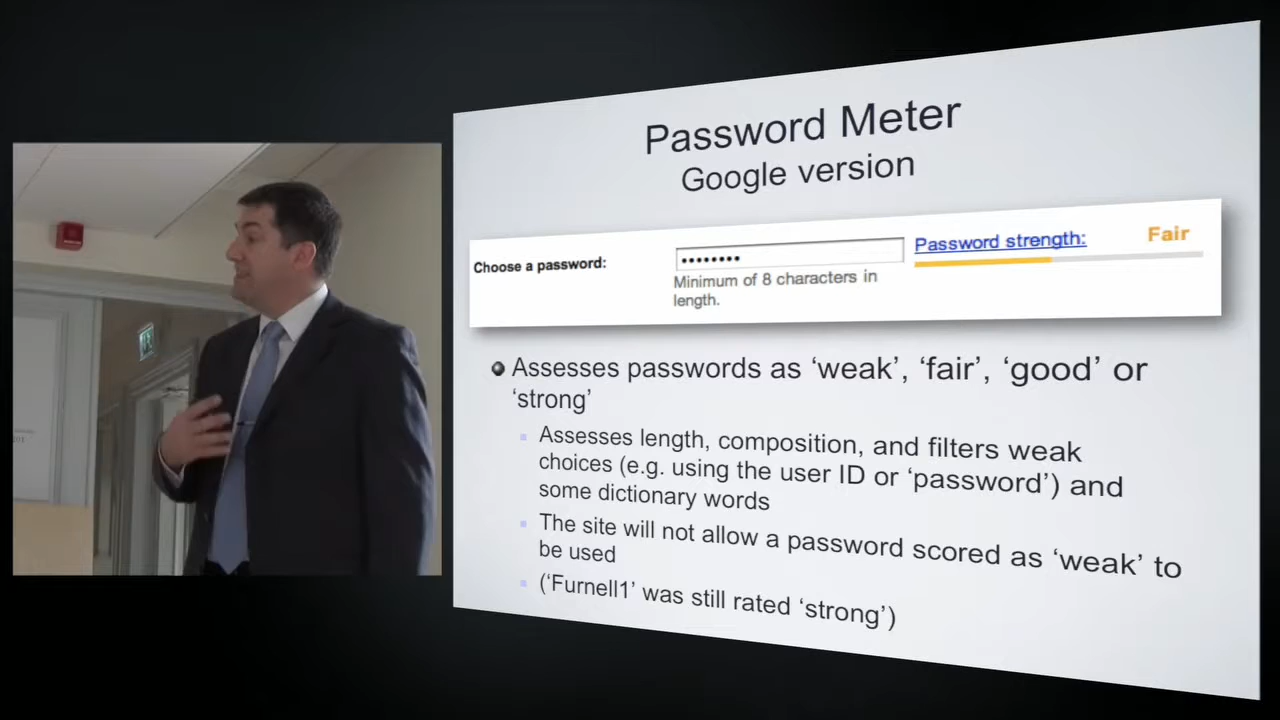 Password Meter
Google version
Choose a password:
Minimum of 8 characters in
length.
Password strength:
Fair
Assesses passwords as ‘weak’, ‘fair’, ‘good’ or
‘strong’
Assesses length, composition, and filters weak
choices (e.g. using the user ID or ‘password’) and
some dictionary words
The site will not allow a password scored as ‘weak’ to
be used
(‘Furnell1’ was still rated ‘strong’)